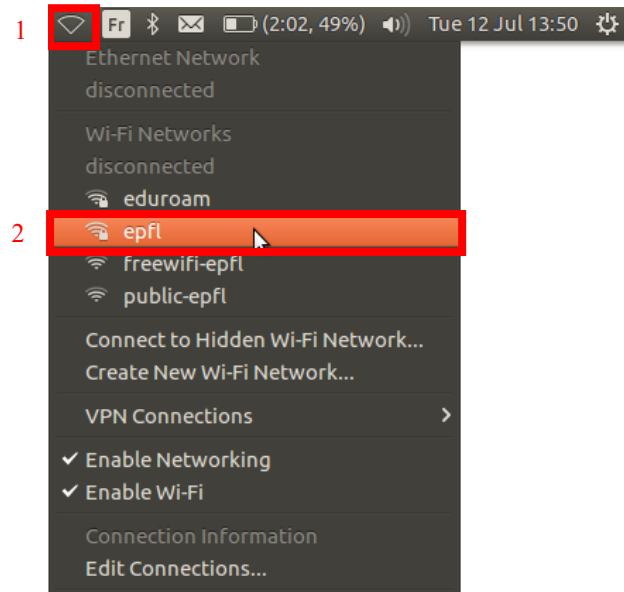 1 Fr (2:02, 49%) Tue 12 Jul 13:50
Ethernet Network
disconnected
Wi-Fi Networks
disconnected
eduroam
2 epfl
freewifi-epfl
public-epfl
Connect to Hidden Wi-Fi Network...
Create New Wi-Fi Network...
VPN Connections
Enable Networking
Enable Wi-Fi
Connection Information
Edit Connections...